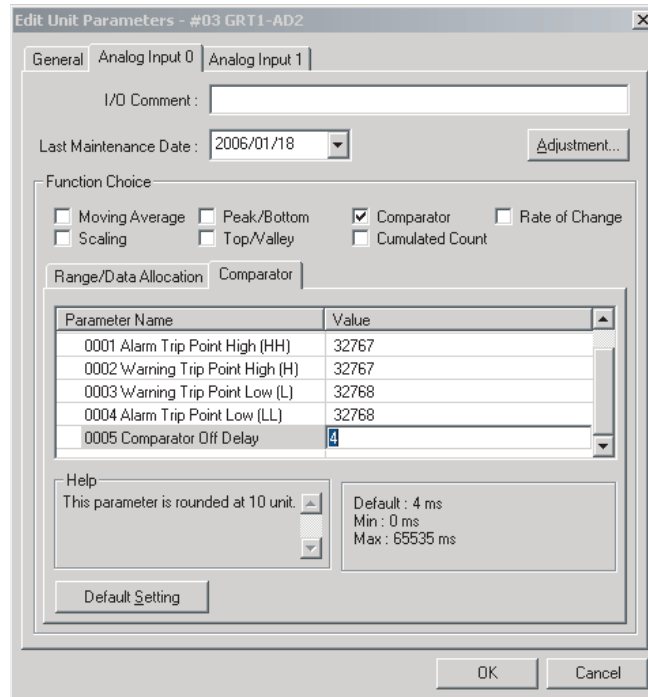 Edit Unit Parameters - #03 GRT1-AD2
General Analog Input 0 Analog Input 1
I/O Comment :
Last Maintenance Date : 2006/01/18 Adjustment...
Function Choice
Moving Average Peak/Bottom Comparator Rate of Change
Scaling Top/Valley Cumulated Count
Range/Data Allocation Comparator
Parameter Name Value
0001 Alarm Trip Point High (HH) 32767
0002 Warning Trip Point High (H) 32767
0003 Warning Trip Point Low (L) 32768
0004 Alarm Trip Point Low (LL) 32768
0005 Comparator Off Delay 4
Help
This parameter is rounded at 10 unit.
Default : 4 ms
Min : 0 ms
Max : 65535 ms
Default Setting
OK Cancel